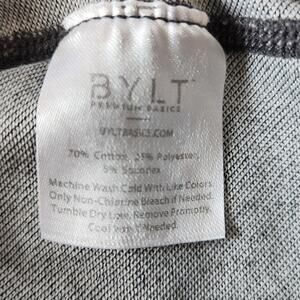 BYLT
PREMIUM BASICS
BYLTBASICS.COM
70% Cotton, 25% Polyester,
5% Spandex
Machine Wash Cold With Like Colors.
Only Non-Chlorine Bleach if Needed.
Tumble Dry Low, Remove Promptly.
Cool Iron if Needed.